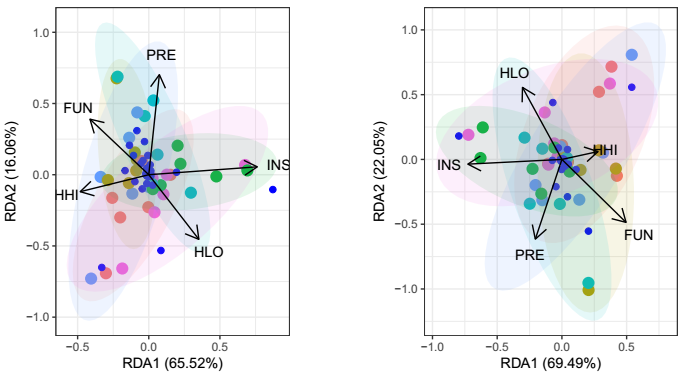 1.0
0.5
0.0
−0.5
−1.0
RDA2 (16.06%)
PRE
FUN
INS
HHI
HLO
−0.5 0.0 0.5
RDA1 (65.52%)
1.0
0.5
0.0
−0.5
−1.0
RDA2 (22.05%)
HLO
HHI
INS
FUN
PRE
−1.0 −0.5 0.0 0.5
RDA1 (69.49%)